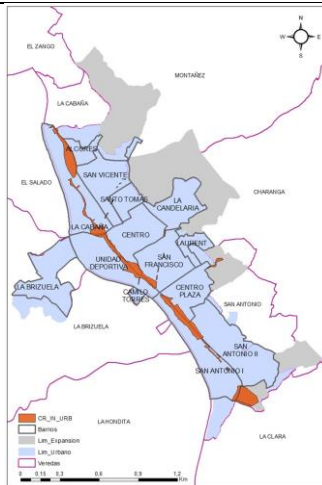 N
W E
S
EL ZANGO
MONTAÑEZ
LA CABAÑA
ALCORES
EL SALADO
SAN VICENTE
SANTO TOMAS
CHARANGA
LA CANDELARIA
LA CABAÑA
CENTRO
LAURENT
UNIDAD DEPORTIVA
SAN FRANCISCO
LA BRIZUELA
CAMILO TORRES
CENTRO PLAZA
SAN ANTONIO
LA BRIZUELA
SAN ANTONIO II
SAN ANTONIO I
CR_IN_URB
Barrios
Lim_Expansion
Lim_Urbano
Veredas
LA HONDITA
LA CLARA
0 0.15 0.3 0.6 0.9 1.2
Km